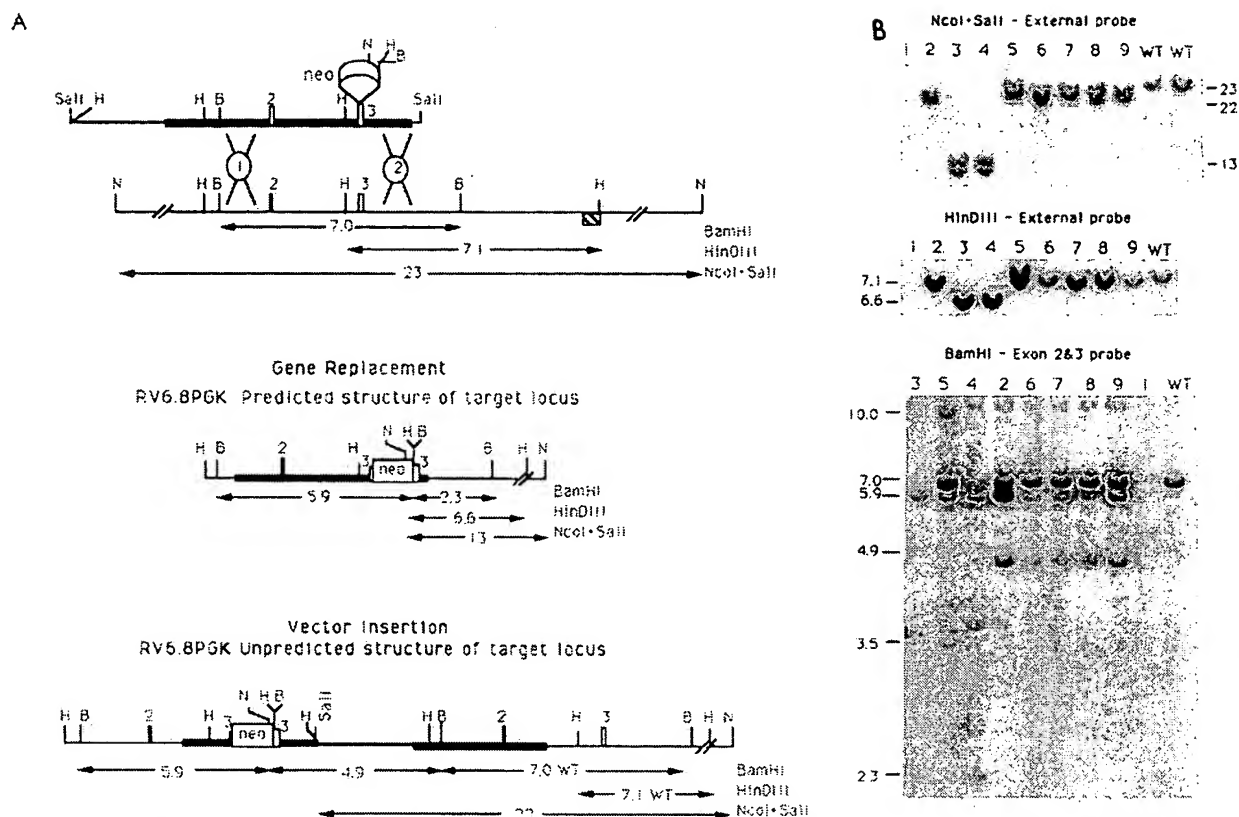 A
N
H
B
neo
SalI H
H B 2 H 3 SalI
1 2
N H B 2 H 3 B H N
7.0
BamHI
7.1
HinDIII
23
NcoI+SalI
Gene Replacement
RV6.8PGK Predicted structure of target locus
N H B
H B 2 H 3 neo 3 B H N
5.9 2.3 BamHI
6.6 HinDIII
13 NcoI+SalI
Vector Insertion
RV6.8PGK Unpredicted structure of target locus
N H B SalI
H B 2 H 3 neo 3 H H B 2 H 3 B H N
5.9 4.9 7.0 WT BamHI
7.1 WT HinDIII
NcoI+SalI
B
NcoI+SalI - External probe
1 2 3 4 5 6 7 8 9 WT WT
-23
-22
-13
HinDIII - External probe
1 2 3 4 5 6 7 8 9 WT
7.1
6.6
BamHI - Exon 2&3 probe
3 5 4 2 6 7 8 9 1 WT
10.0
7.0
5.9
4.9
3.5
2.3